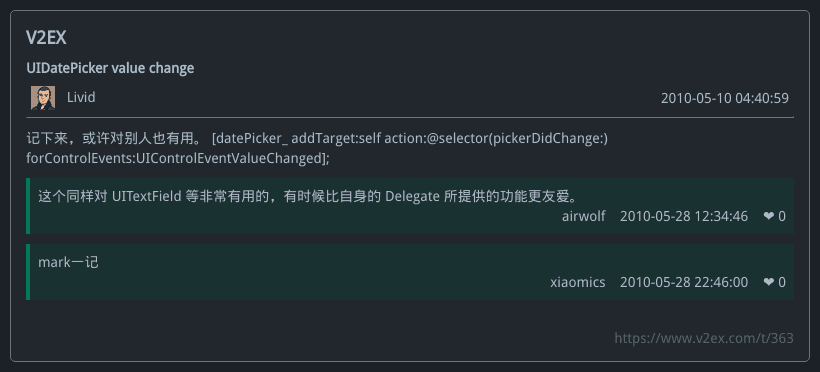 V2EX
UIDatePicker value change
Livid
2010-05-10 04:40:59
记下来，或许对别人也有用。 [datePicker_ addTarget:self action:@selector(pickerDidChange:)
forControlEvents:UIControlEventValueChanged];
这个同样对 UITextField 等非常有用的，有时候比自身的 Delegate 所提供的功能更友爱。
airwolf 2010-05-28 12:34:46 ❤ 0
mark一记
xiaomics 2010-05-28 22:46:00 ❤ 0
https://www.v2ex.com/t/363